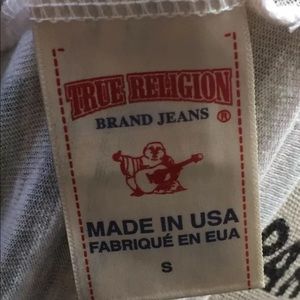 TRUE RELIGION
BRAND JEANS ®
MADE IN USA
FABRIQUÉ EN EUA
S